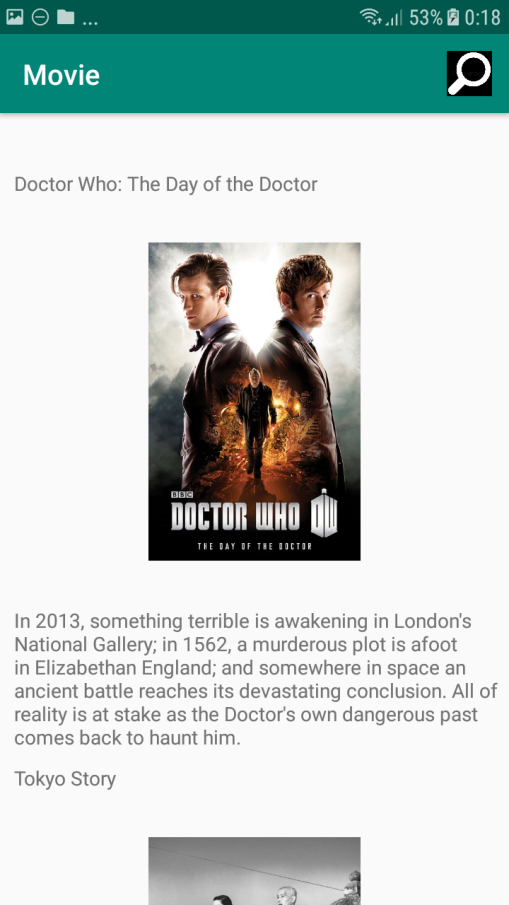 ... 53% 0:18
Movie
Doctor Who: The Day of the Doctor
BBC
DOCTOR WHO DW
THE DAY OF THE DOCTOR
In 2013, something terrible is awakening in London's
National Gallery; in 1562, a murderous plot is afoot
in Elizabethan England; and somewhere in space an
ancient battle reaches its devastating conclusion. All of
reality is at stake as the Doctor's own dangerous past
comes back to haunt him.
Tokyo Story